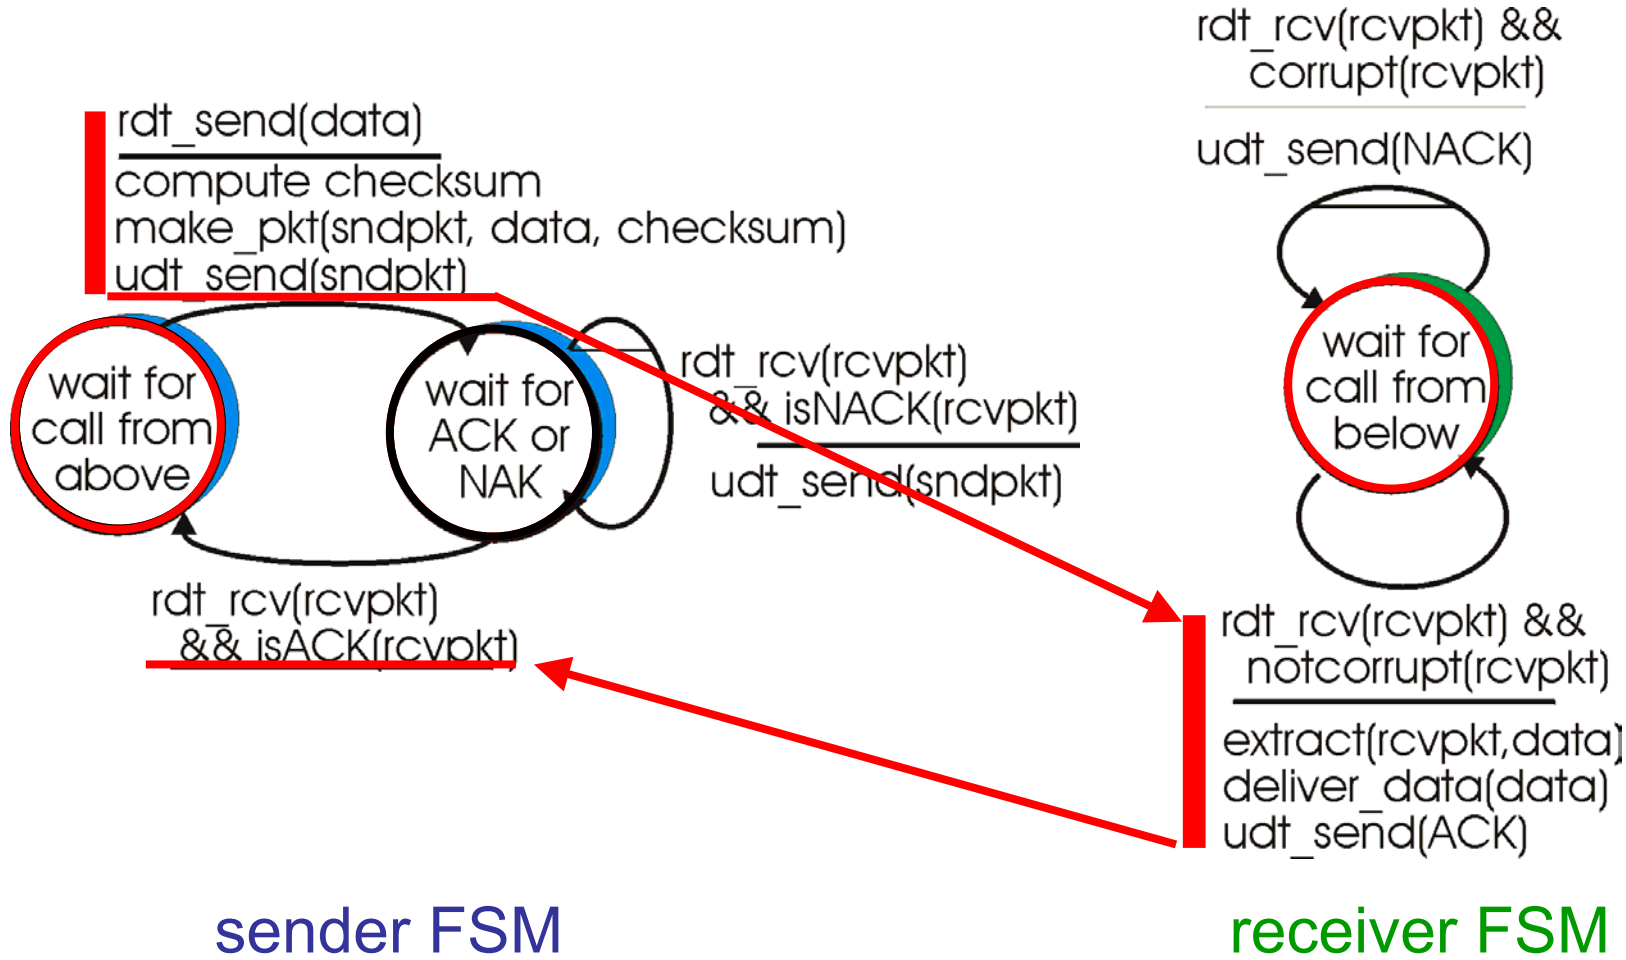 rdt_send(data)
compute checksum
make_pkt(sndpkt, data, checksum)
udt_send(sndpkt)
wait for
call from
above
wait for
ACK or
NAK
rdt_rcv(rcvpkt)
&& isNACK(rcvpkt)
udt_send(sndpkt)
rdt_rcv(rcvpkt)
&& isACK(rcvpkt)
sender FSM
rdt_rcv(rcvpkt) &&
corrupt(rcvpkt)
udt_send(NACK)
wait for
call from
below
rdt_rcv(rcvpkt) &&
notcorrupt(rcvpkt)
extract(rcvpkt,data)
deliver_data(data)
udt_send(ACK)
receiver FSM